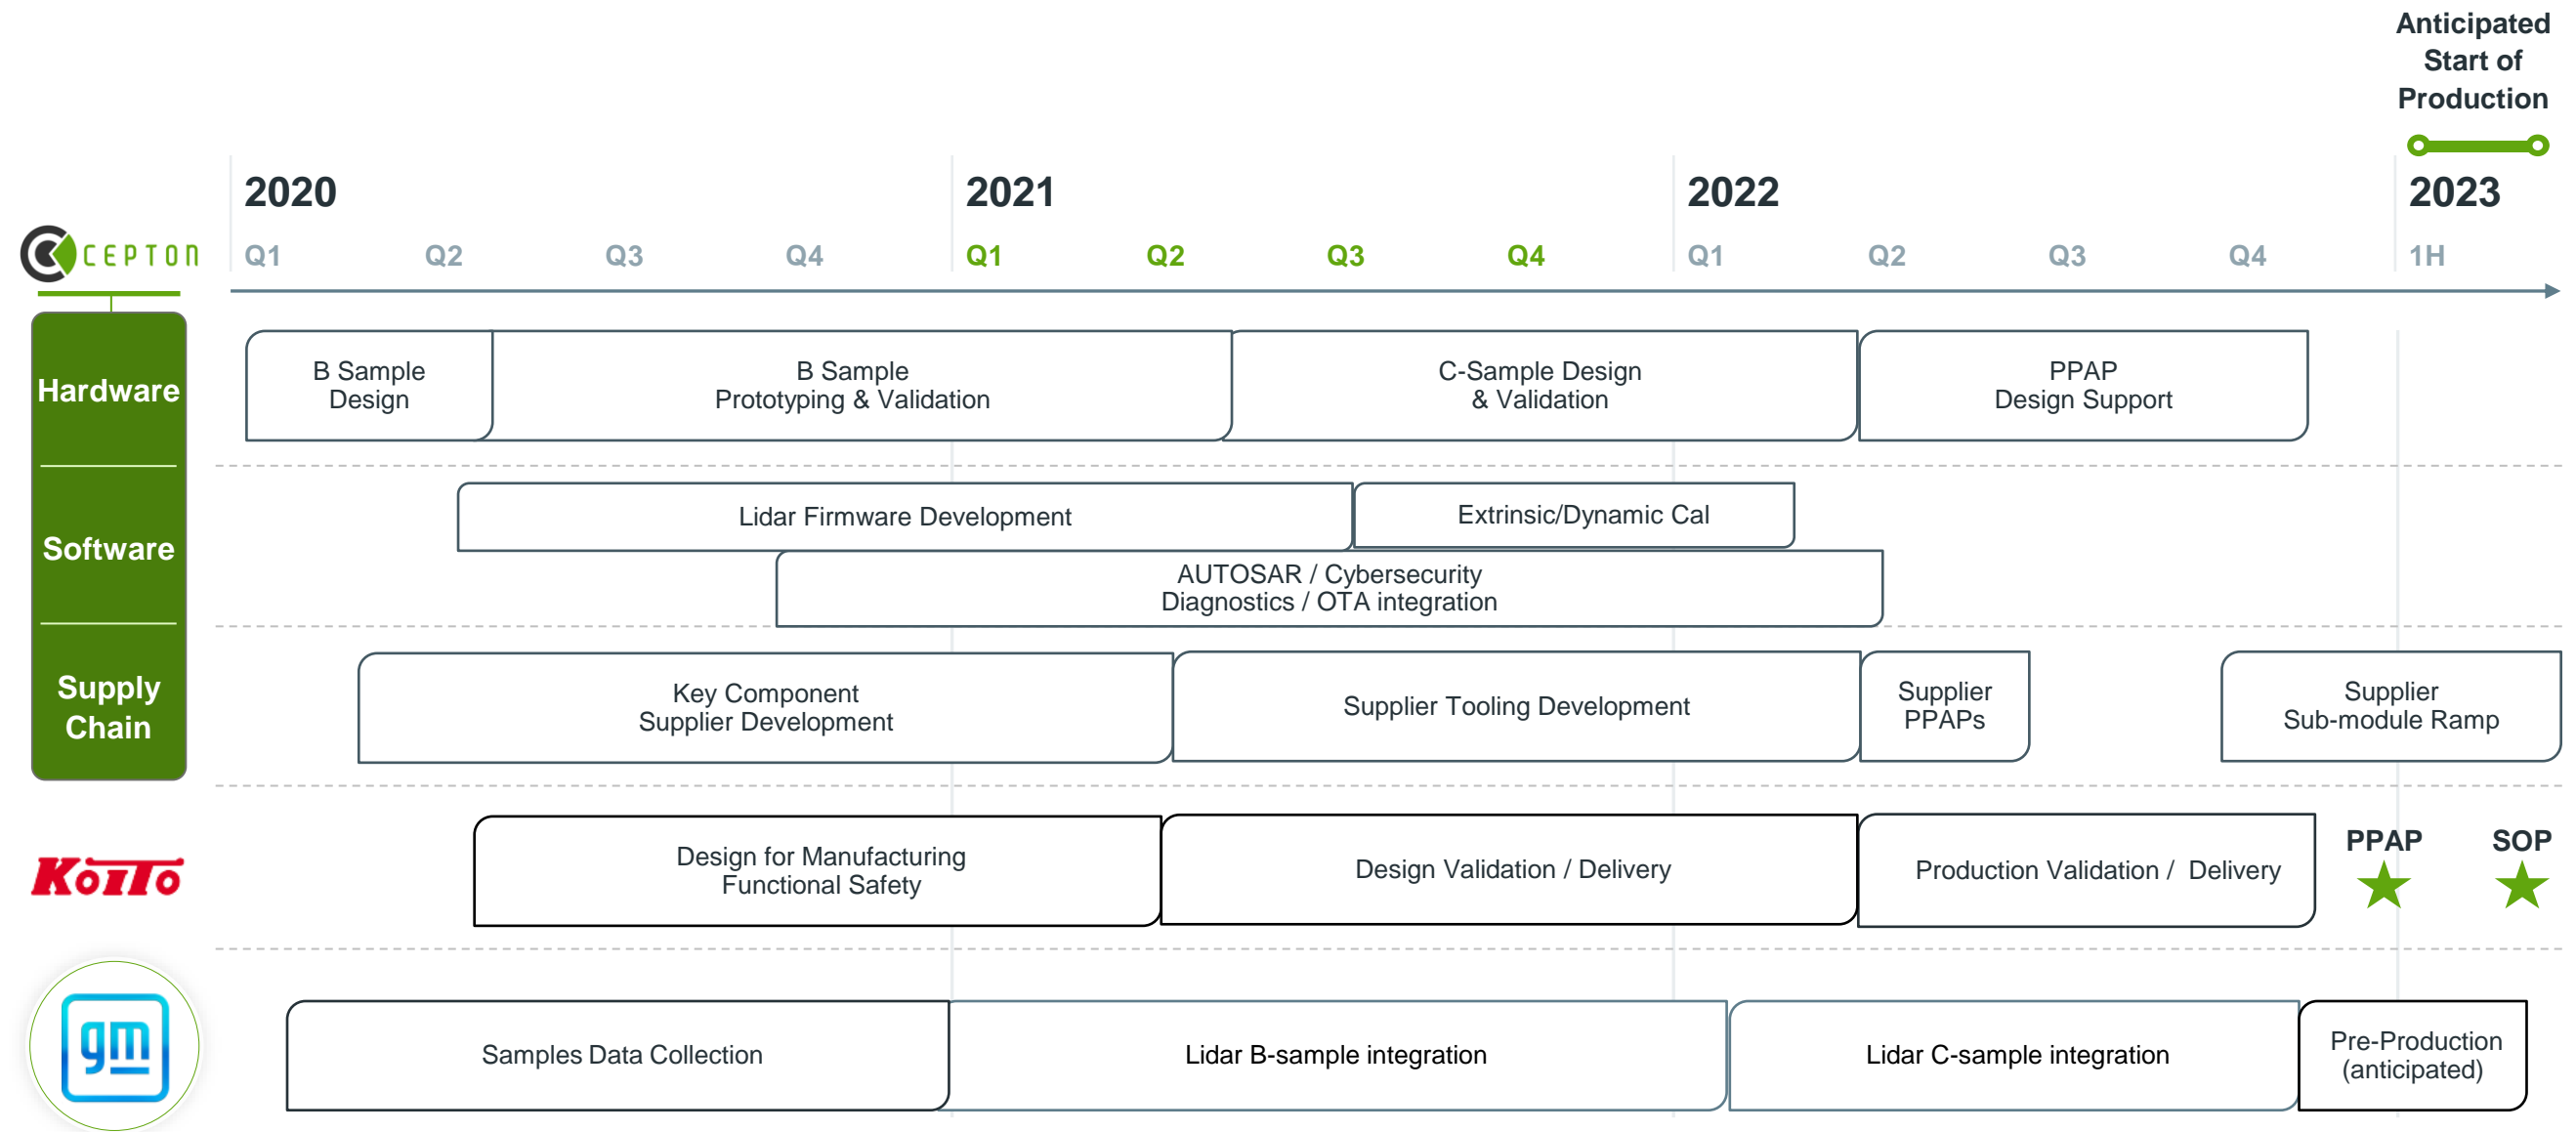 Anticipated
Start of
Production
2020
2021
2022
2023
CEPTON
Q1
Q2
Q3
Q4
Q1
Q2
Q3
Q4
Q1
Q2
Q3
Q4
1H
Hardware
B Sample
Design
B Sample
Prototyping & Validation
C-Sample Design
& Validation
PPAP
Design Support
Software
Lidar Firmware Development
Extrinsic/Dynamic Cal
AUTOSAR / Cybersecurity
Diagnostics / OTA integration
Supply
Chain
Key Component
Supplier Development
Supplier Tooling Development
Supplier
PPAPs
Supplier
Sub-module Ramp
KOITO
Design for Manufacturing
Functional Safety
Design Validation / Delivery
Production Validation /  Delivery
PPAP
SOP
gm
Samples Data Collection
Lidar B-sample integration
Lidar C-sample integration
Pre-Production
(anticipated)